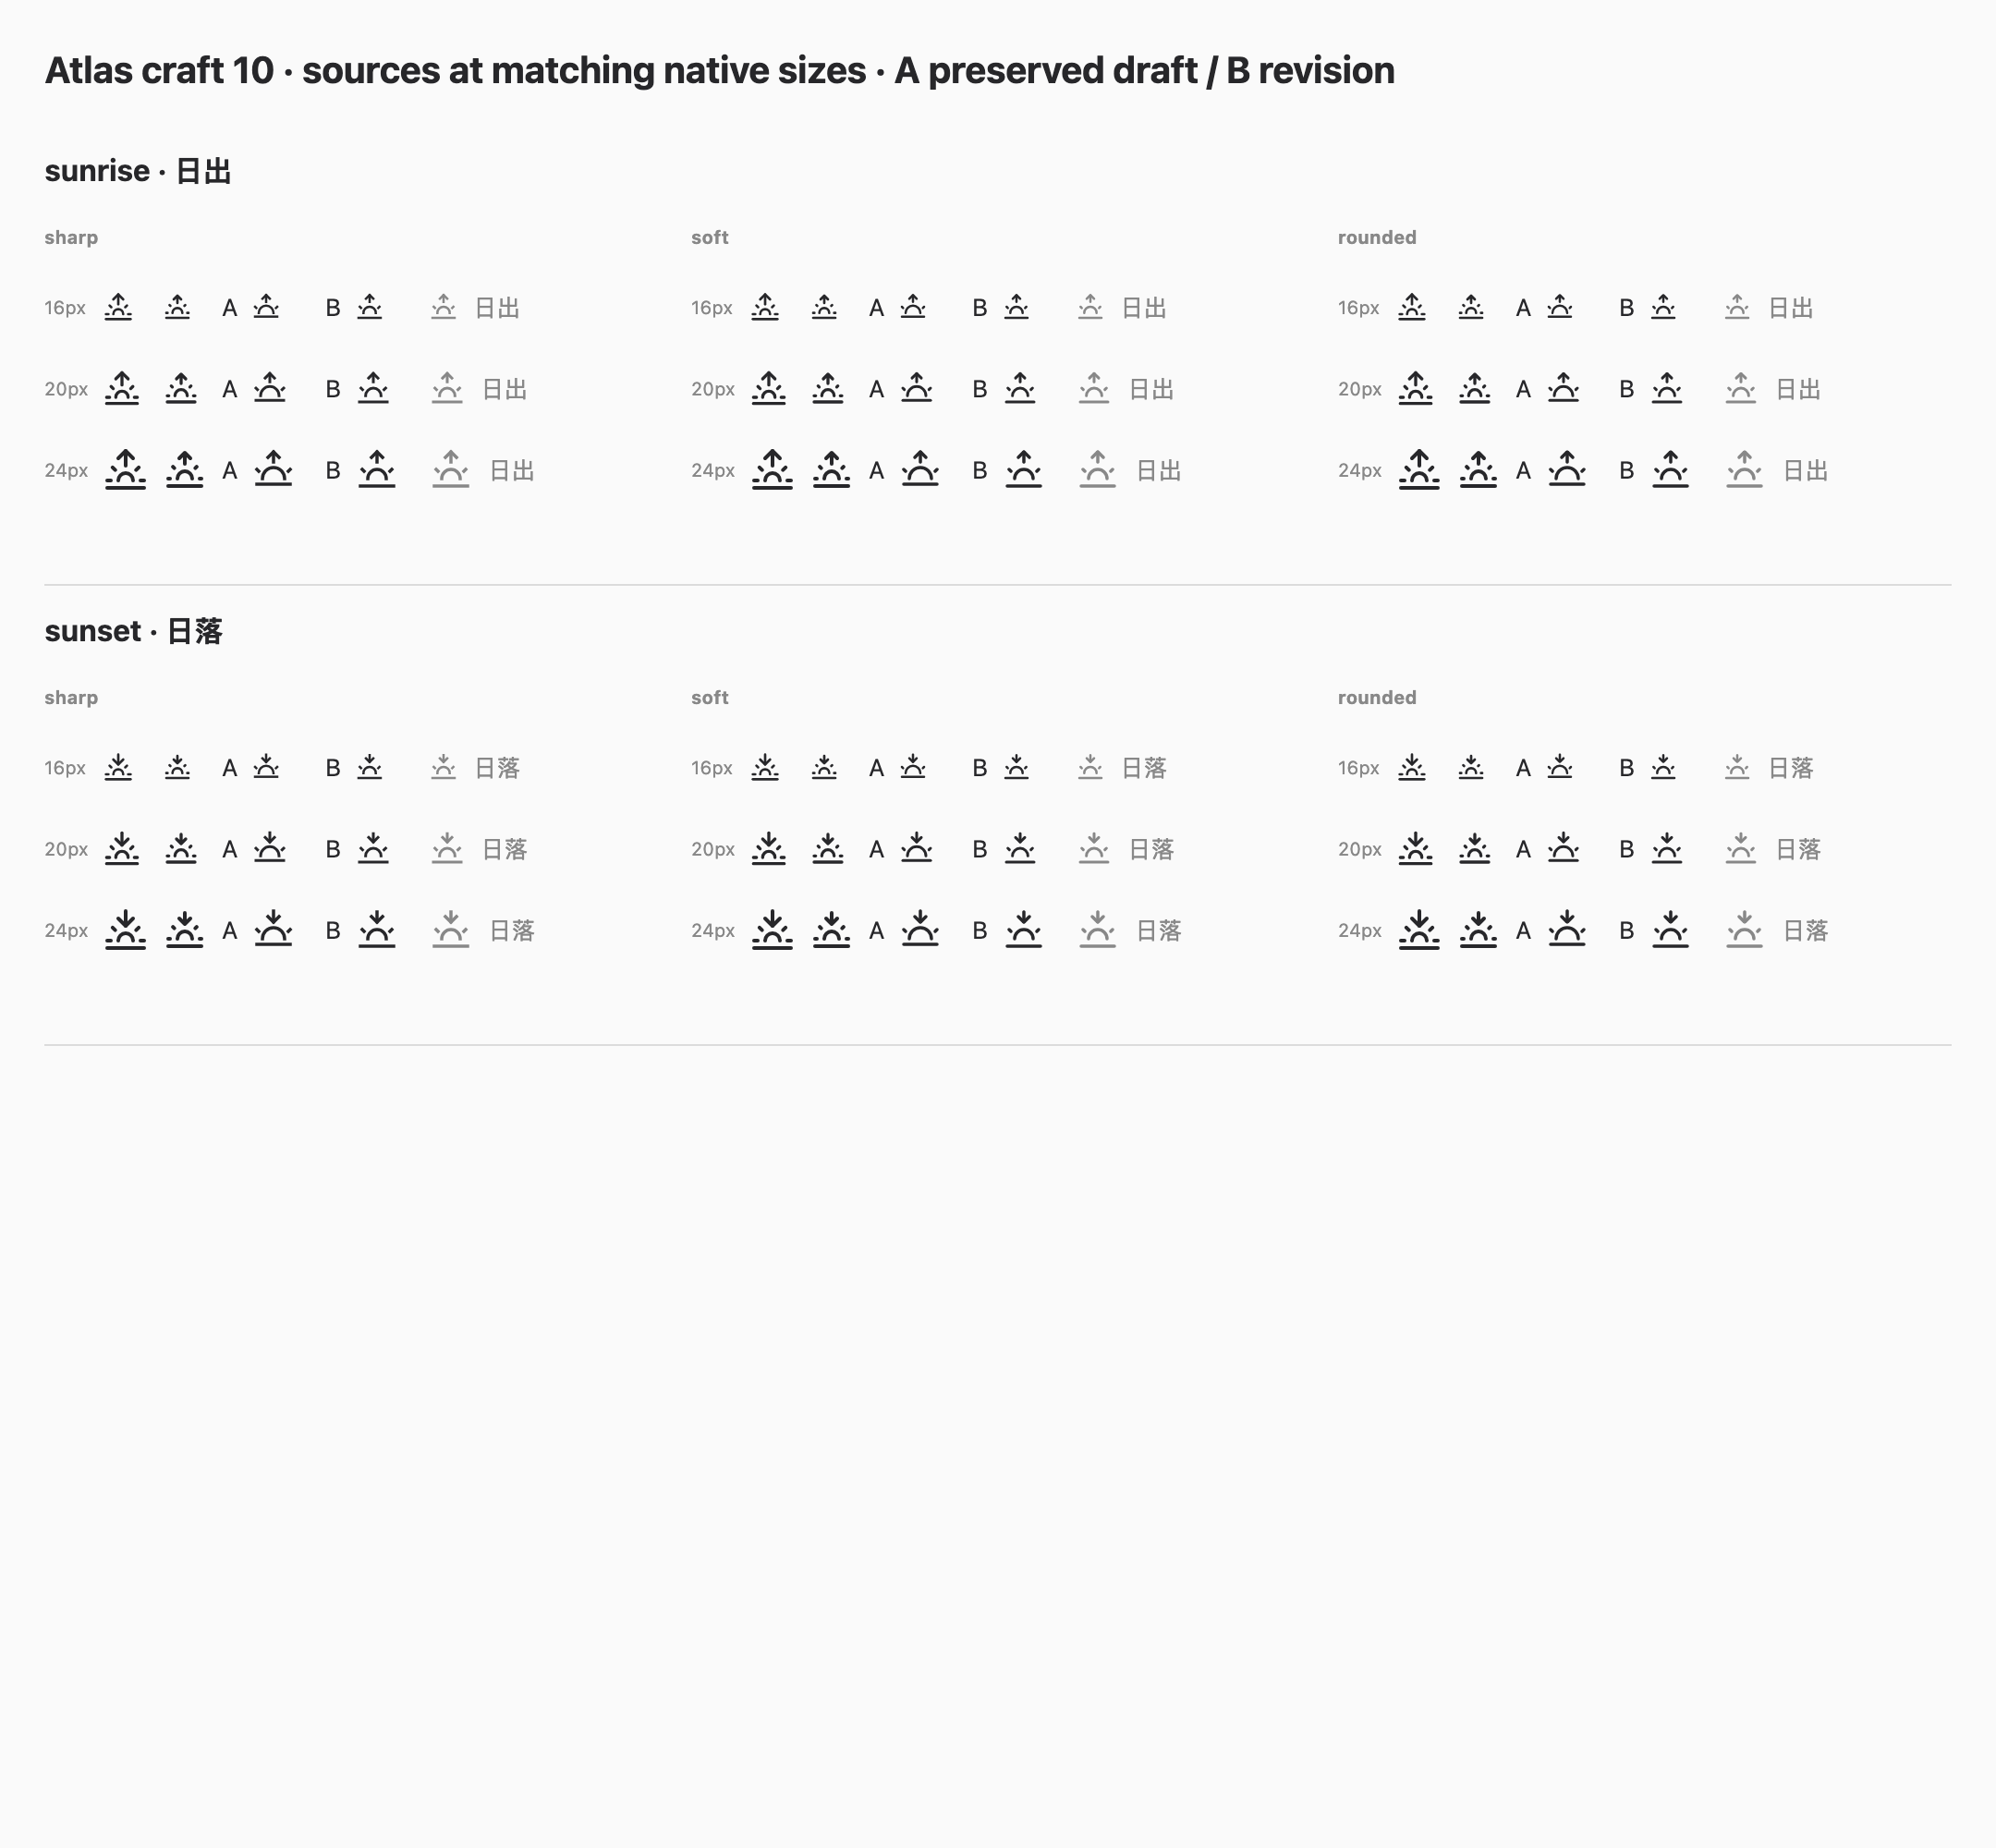 Atlas craft 10 · sources at matching native sizes · A preserved draft / B revision
sunrise · 日出
sharp soft rounded
16px A B 日出 16px A B 日出 16px A B 日出
20px A B 日出 20px A B 日出 20px A B 日出
24px A B 日出 24px A B 日出 24px A B 日出
sunset · 日落
sharp soft rounded
16px A B 日落 16px A B 日落 16px A B 日落
20px A B 日落 20px A B 日落 20px A B 日落
24px A B 日落 24px A B 日落 24px A B 日落